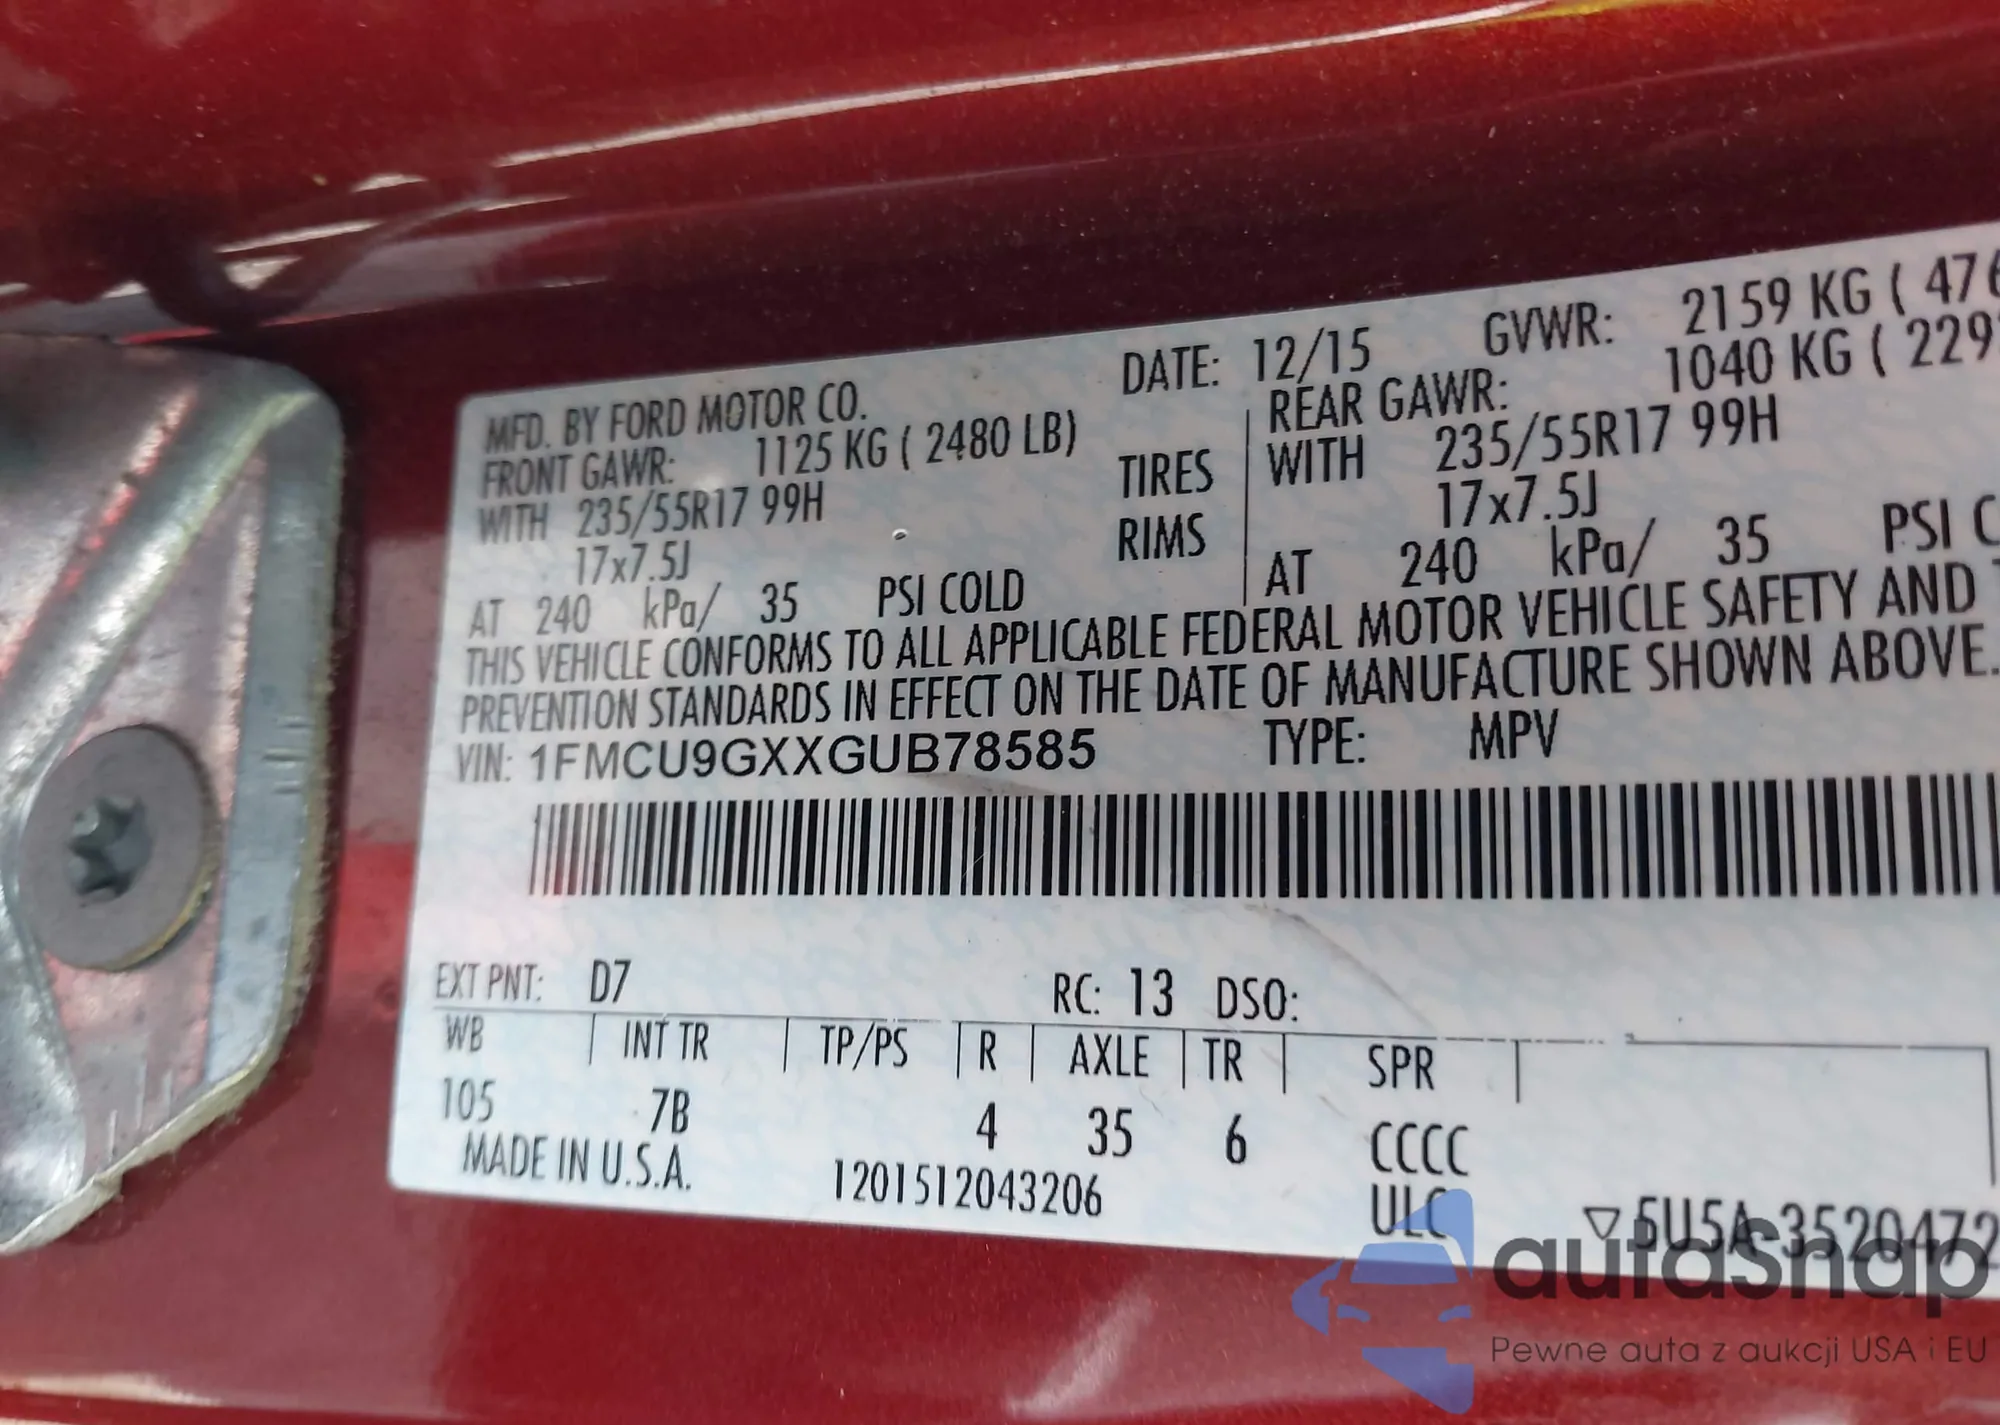 MFD. BY FORD MOTOR CO. DATE: 12/15 GVWR: 2159 KG ( 476
FRONT GAWR: 1125 KG ( 2480 LB) REAR GAWR: 1040 KG ( 229
WITH 235/55R17 99H TIRES WITH 235/55R17 99H
17x7.5J RIMS 17x7.5J
AT 240 kPa/ 35 PSI COLD AT 240 kPa/ 35 PSI C
THIS VEHICLE CONFORMS TO ALL APPLICABLE FEDERAL MOTOR VEHICLE SAFETY AND
PREVENTION STANDARDS IN EFFECT ON THE DATE OF MANUFACTURE SHOWN ABOVE.
VIN: 1FMCU9GXXGUB78585 TYPE: MPV
EXT PNT: D7 RC: 13 DSO:
WB INT TR TP/PS R AXLE TR SPR
105 7B 4 35 6 CCCC
MADE IN U.S.A. 1201512043206 ULC ▽ 5U5A-3520472
autaSnap
Pewne auta z aukcji USA i EU